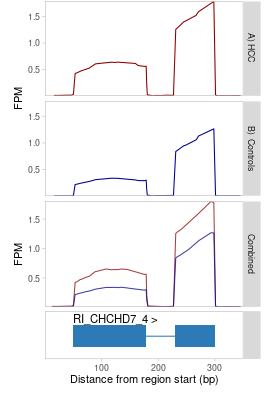 1.5
1.0
0.5
A) HCC
FPM
1.5
1.0
0.5
B) Controls
1.5
1.0
0.5
Combined
FPM
RI_CHCHD7_4 >
100 200 300
Distance from region start (bp)